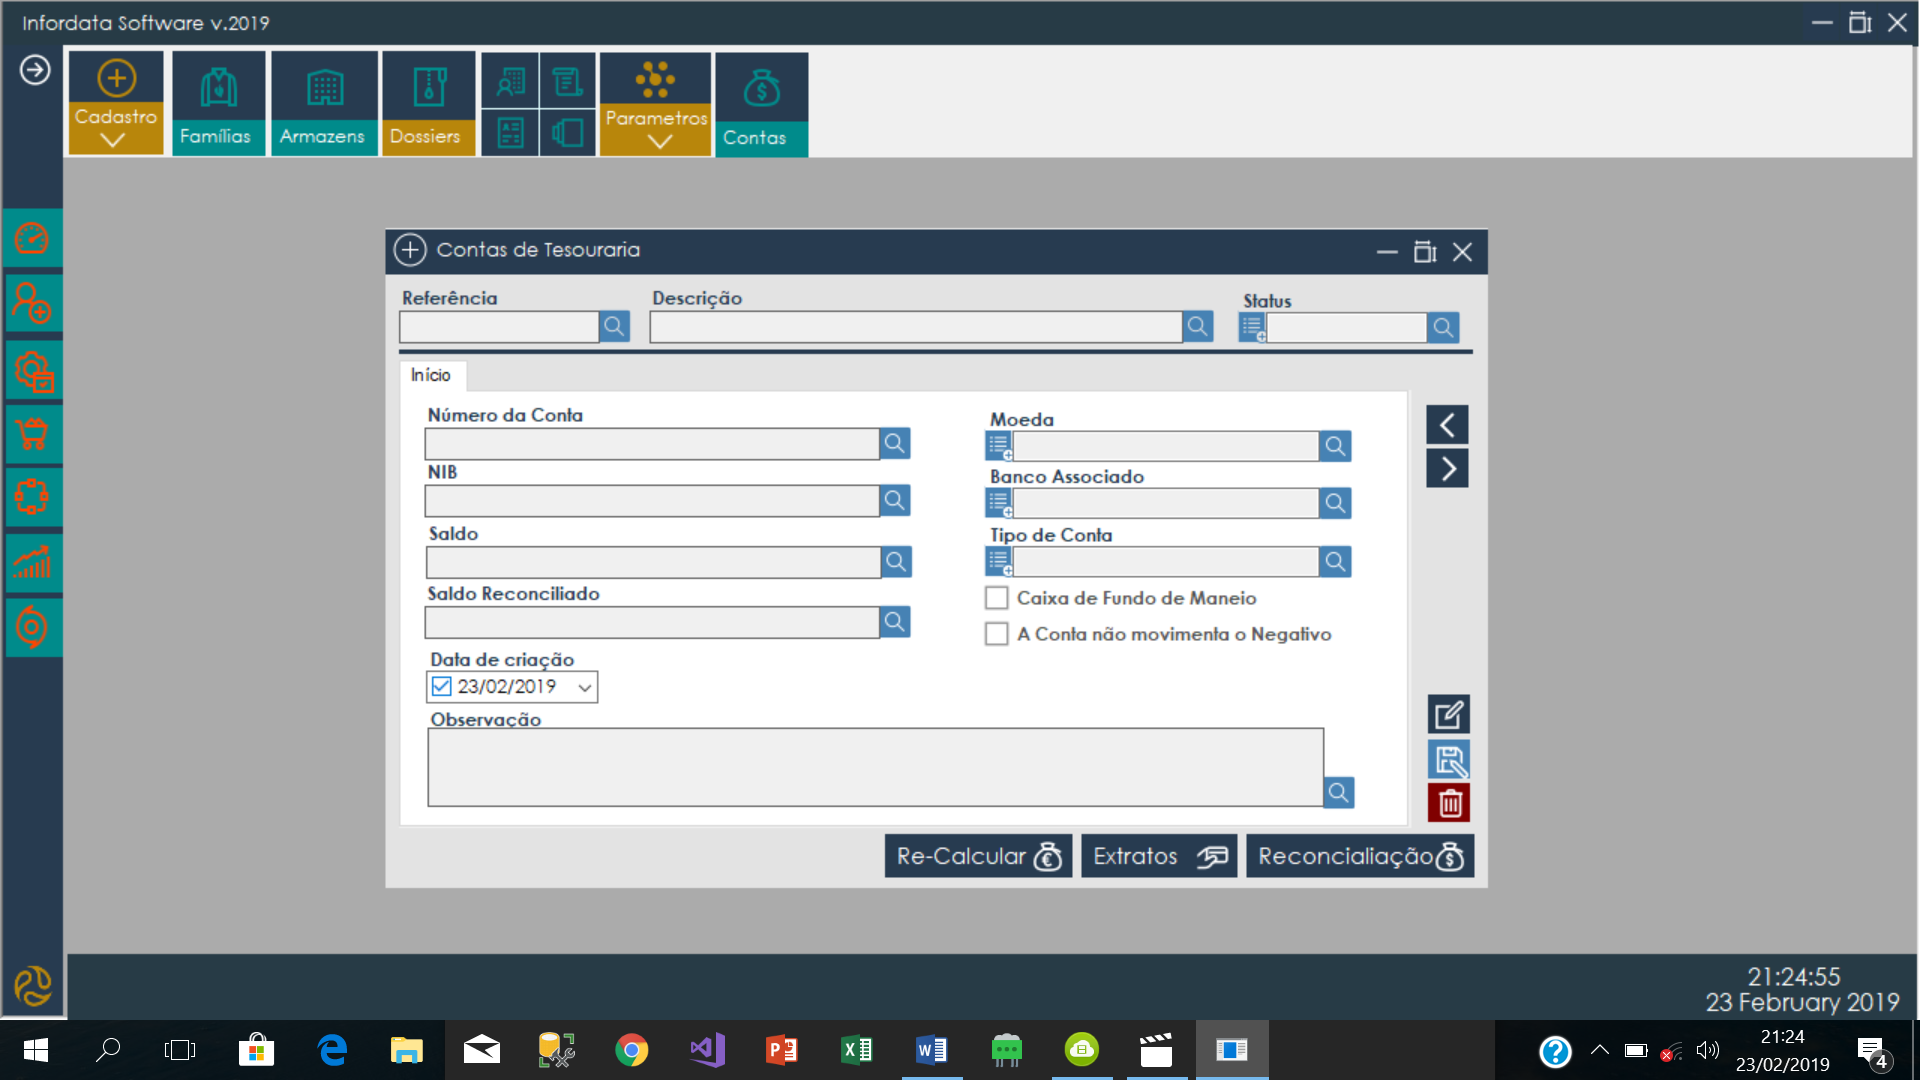 Infordata Software v.2019
Cadastro
Famílias
Armazens
Dossiers
Parametros
Contas
Contas de Tesouraria
Referência
Descrição
Status
Início
Número da Conta
Moeda
NIB
Banco Associado
Saldo
Tipo de Conta
Saldo Reconciliado
Caixa de Fundo de Maneio
A Conta não movimenta o Negativo
Data de criação
23/02/2019
Observação
Re-Calcular
Extratos
Reconcialiação
21:24:55
23 February 2019
21:24
23/02/2019
4